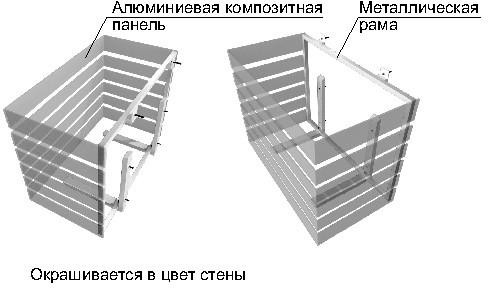 Алюминиевая композитная
панель
Металлическая
рама
Окрашивается в цвет стены